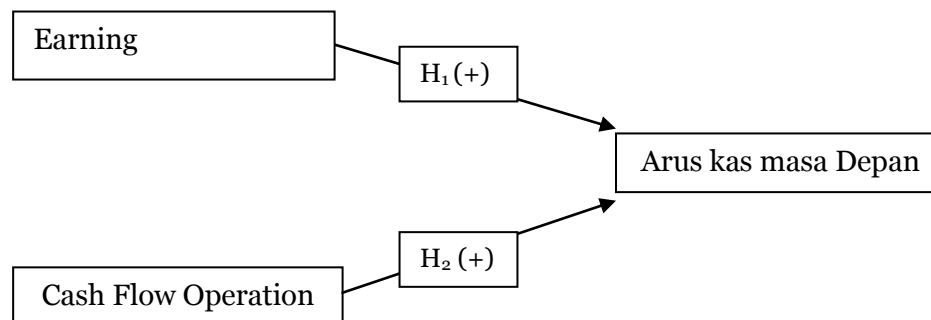 Earning
H₁ (+)
Arus kas masa Depan
H₂ (+)
Cash Flow Operation